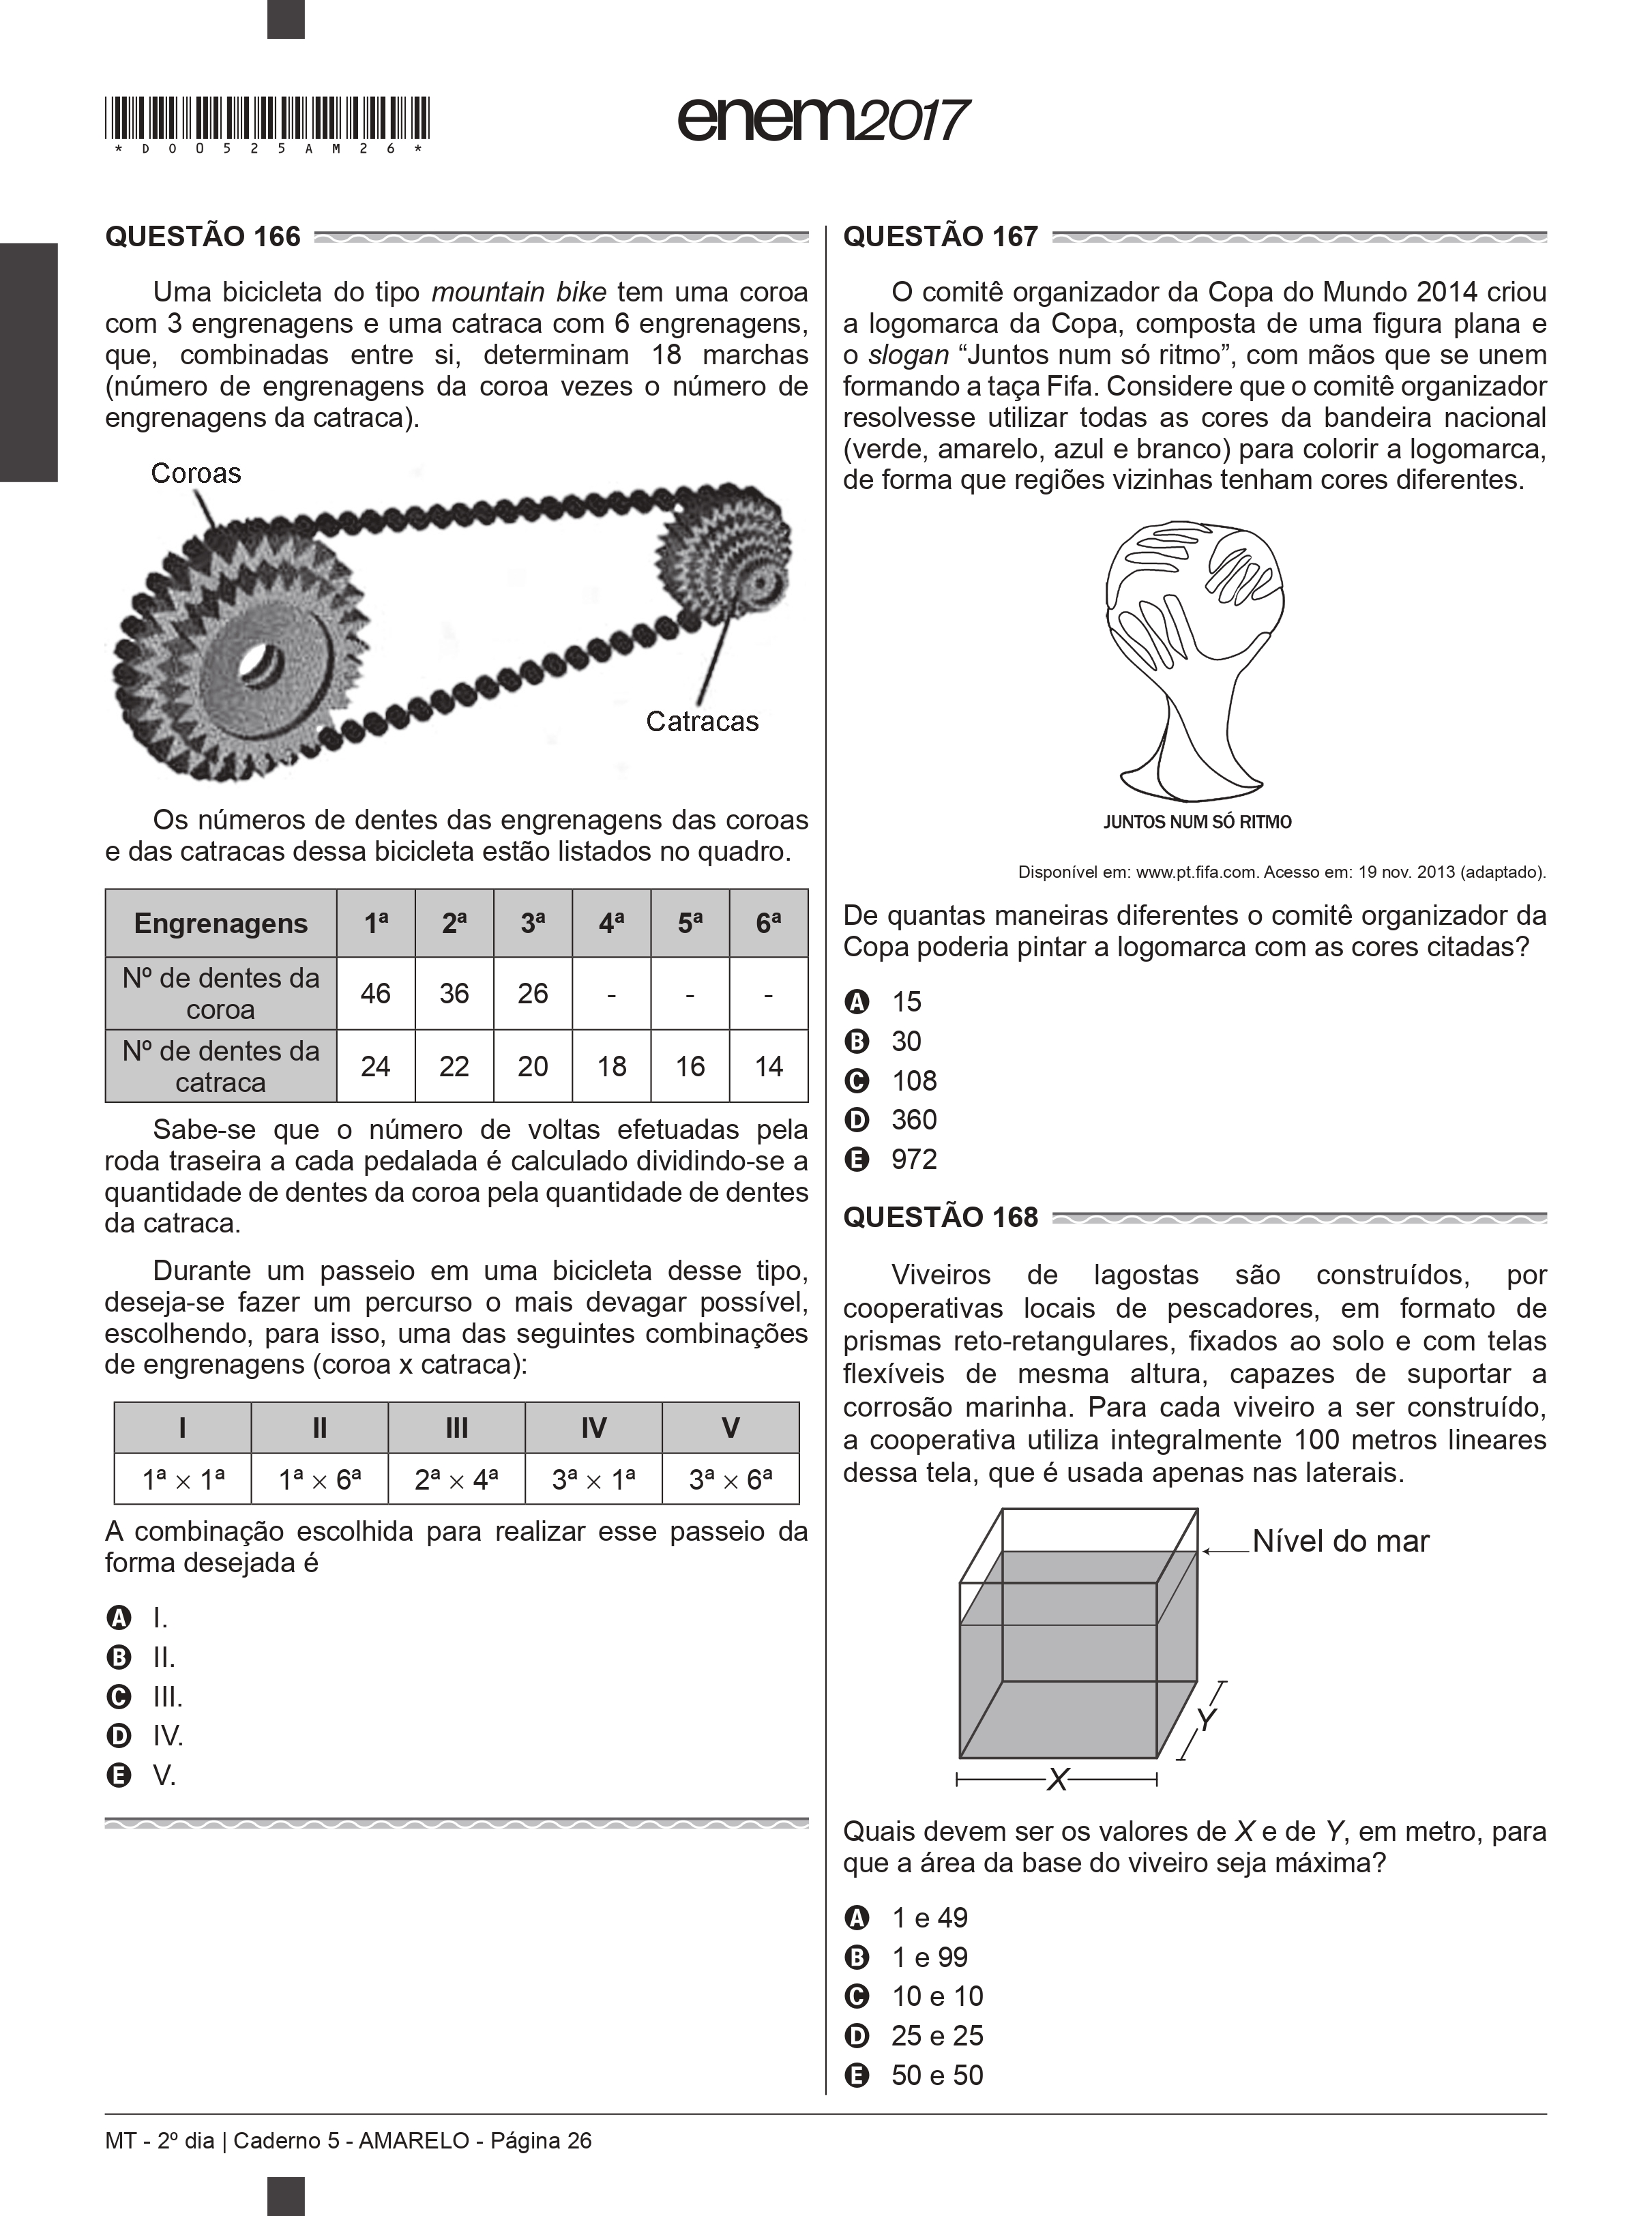 * D O O 5 2 5 A M 2 6 *
enem2017
QUESTÃO 166
Uma bicicleta do tipo mountain bike tem uma coroa
com 3 engrenagens e uma catraca com 6 engrenagens,
que, combinadas entre si, determinam 18 marchas
(número de engrenagens da coroa vezes o número de
engrenagens da catraca).
Coroas
Catracas
Os números de dentes das engrenagens das coroas
e das catracas dessa bicicleta estão listados no quadro.
Engrenagens 1ª 2ª 3ª 4ª 5ª 6ª
Nº de dentes da
coroa 46 36 26 - - -
Nº de dentes da
catraca 24 22 20 18 16 14
Sabe-se que o número de voltas efetuadas pela
roda traseira a cada pedalada é calculado dividindo-se a
quantidade de dentes da coroa pela quantidade de dentes
da catraca.
Durante um passeio em uma bicicleta desse tipo,
deseja-se fazer um percurso o mais devagar possível,
escolhendo, para isso, uma das seguintes combinações
de engrenagens (coroa x catraca):
I II III IV V
1ª × 1ª 1ª × 6ª 2ª × 4ª 3ª × 1ª 3ª × 6ª
A combinação escolhida para realizar esse passeio da
forma desejada é
A I.
B II.
C III.
D IV.
E V.
QUESTÃO 167
O comitê organizador da Copa do Mundo 2014 criou
a logomarca da Copa, composta de uma figura plana e
o slogan “Juntos num só ritmo”, com mãos que se unem
formando a taça Fifa. Considere que o comitê organizador
resolvesse utilizar todas as cores da bandeira nacional
(verde, amarelo, azul e branco) para colorir a logomarca,
de forma que regiões vizinhas tenham cores diferentes.
JUNTOS NUM SÓ RITMO
Disponível em: www.pt.fifa.com. Acesso em: 19 nov. 2013 (adaptado).
De quantas maneiras diferentes o comitê organizador da
Copa poderia pintar a logomarca com as cores citadas?
A 15
B 30
C 108
D 360
E 972
QUESTÃO 168
Viveiros de lagostas são construídos, por
cooperativas locais de pescadores, em formato de
prismas reto-retangulares, fixados ao solo e com telas
flexíveis de mesma altura, capazes de suportar a
corrosão marinha. Para cada viveiro a ser construído,
a cooperativa utiliza integralmente 100 metros lineares
dessa tela, que é usada apenas nas laterais.
Nível do mar
Y
X
Quais devem ser os valores de X e de Y, em metro, para
que a área da base do viveiro seja máxima?
A 1 e 49
B 1 e 99
C 10 e 10
D 25 e 25
E 50 e 50
MT - 2º dia | Caderno 5 - AMARELO - Página 26